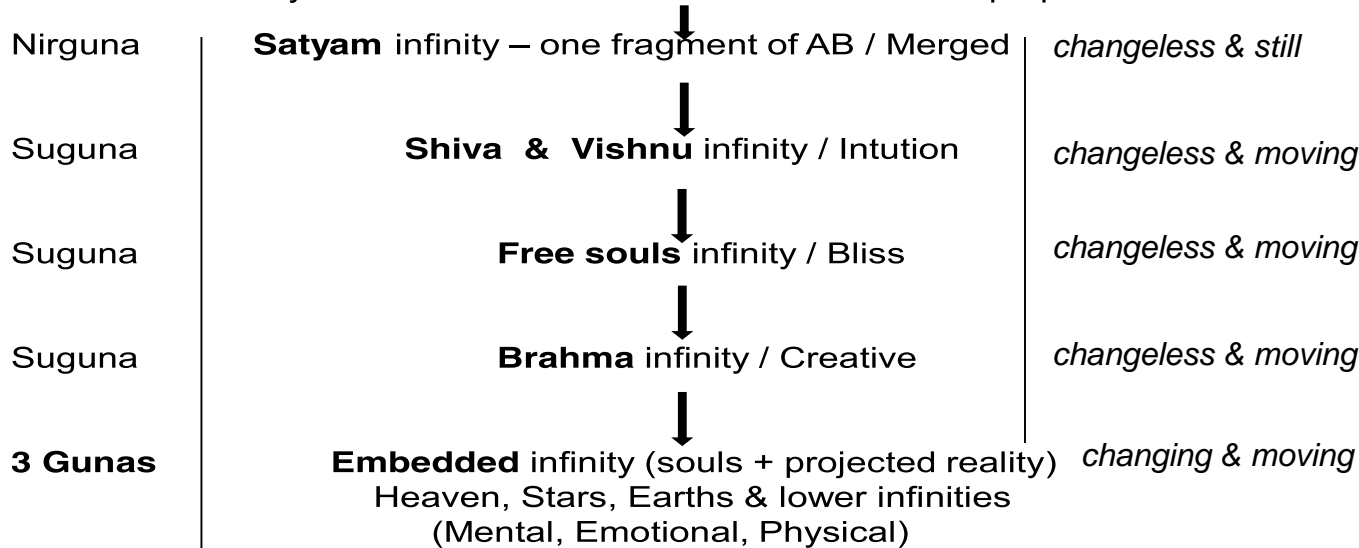 Nirguna Satyam infinity – one fragment of AB / Merged changeless & still
Suguna Shiva & Vishnu infinity / Intution changeless & moving
Suguna Free souls infinity / Bliss changeless & moving
Suguna Brahma infinity / Creative changeless & moving
3 Gunas Embedded infinity (souls + projected reality) changing & moving
Heaven, Stars, Earths & lower infinities
(Mental, Emotional, Physical)